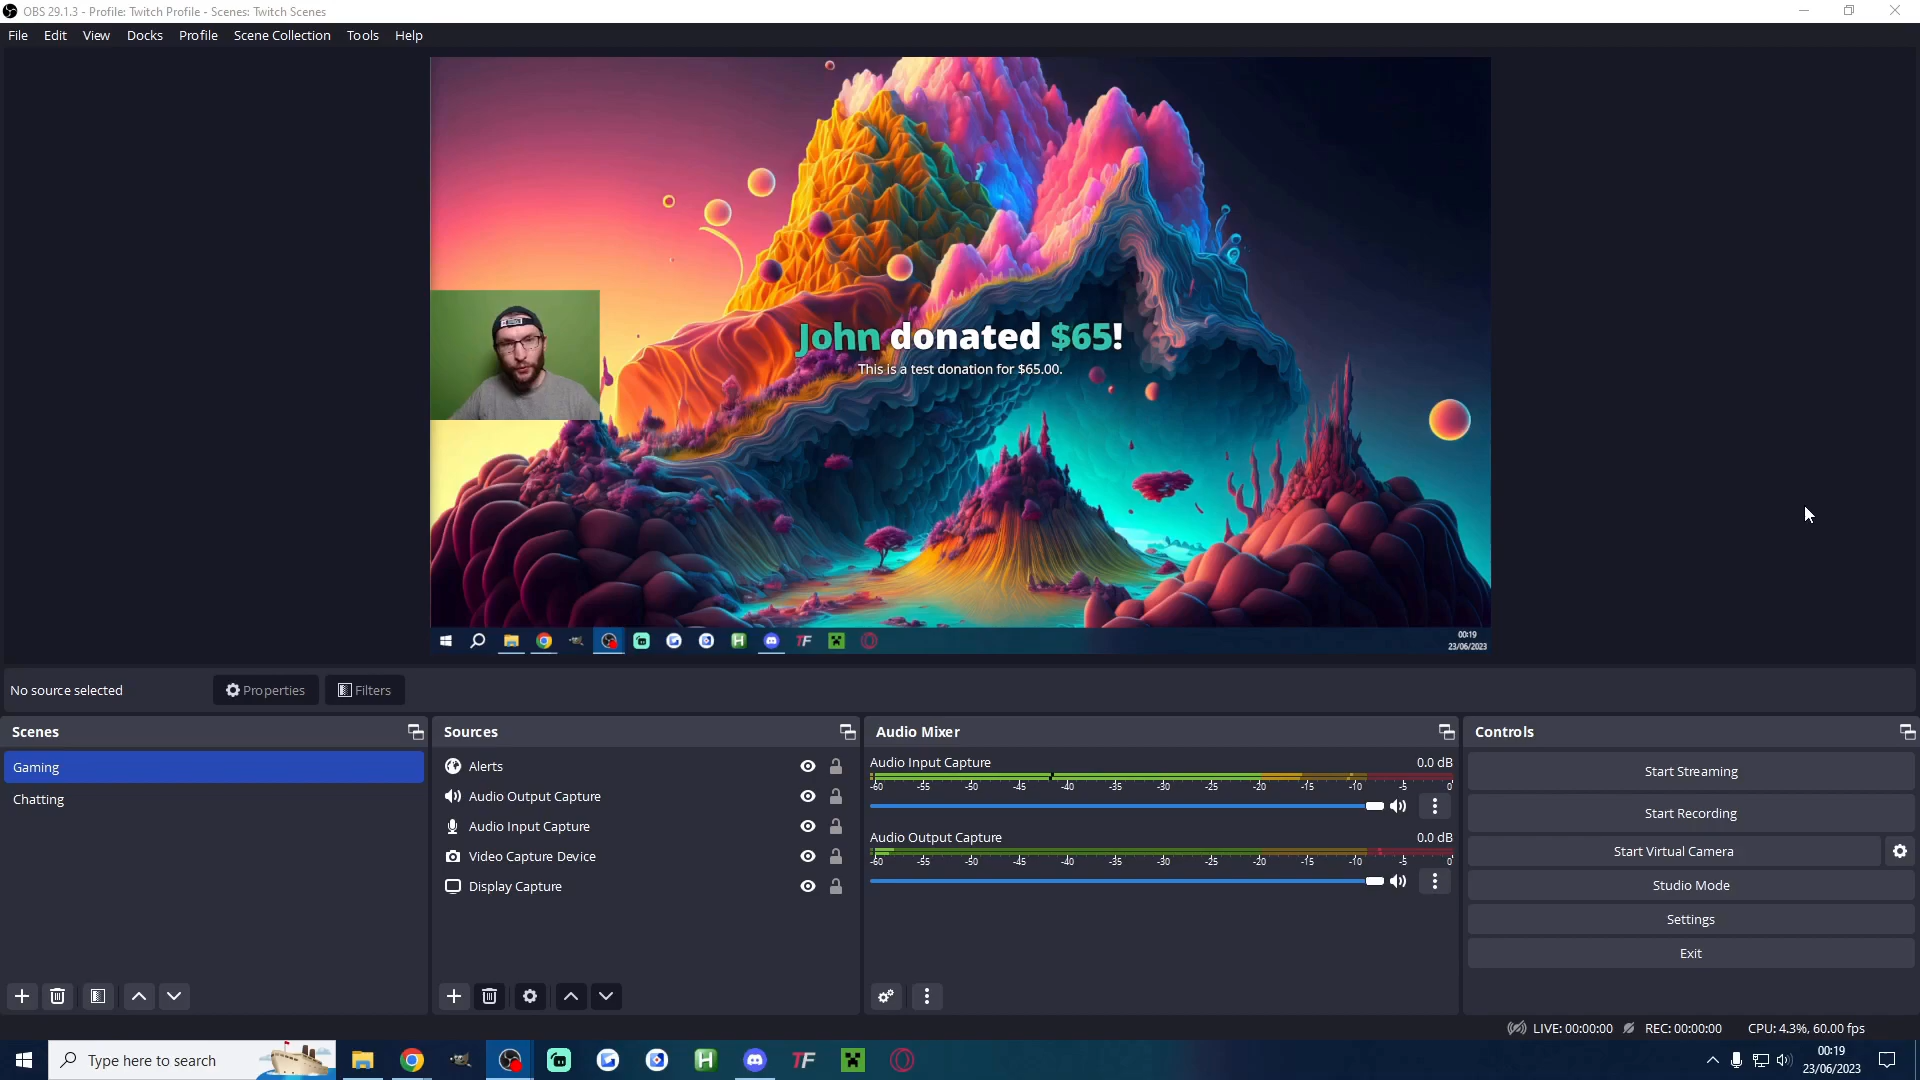 OBS 29.1.3 - Profile: Twitch Profile - Scenes: Twitch Scenes
File Edit View Docks Profile Scene Collection Tools Help
John donated $65!
This is a test donation for $65.00.
H TF 00:19
23/06/2023
No source selected Properties Filters
Scenes Sources Audio Mixer Controls
Gaming
Chatting
Alerts
Audio Output Capture
Audio Input Capture
Video Capture Device
Display Capture
Audio Input Capture 0.0 dB
-60 -55 -50 -45 -40 -35 -30 -25 -20 -15 -10 -5 0
Audio Output Capture 0.0 dB
-60 -55 -50 -45 -40 -35 -30 -25 -20 -15 -10 -5 0
Start Streaming
Start Recording
Start Virtual Camera
Studio Mode
Settings
Exit
LIVE: 00:00:00 REC: 00:00:00 CPU: 4.3%, 60.00 fps
Type here to search H TF 00:19
23/06/2023